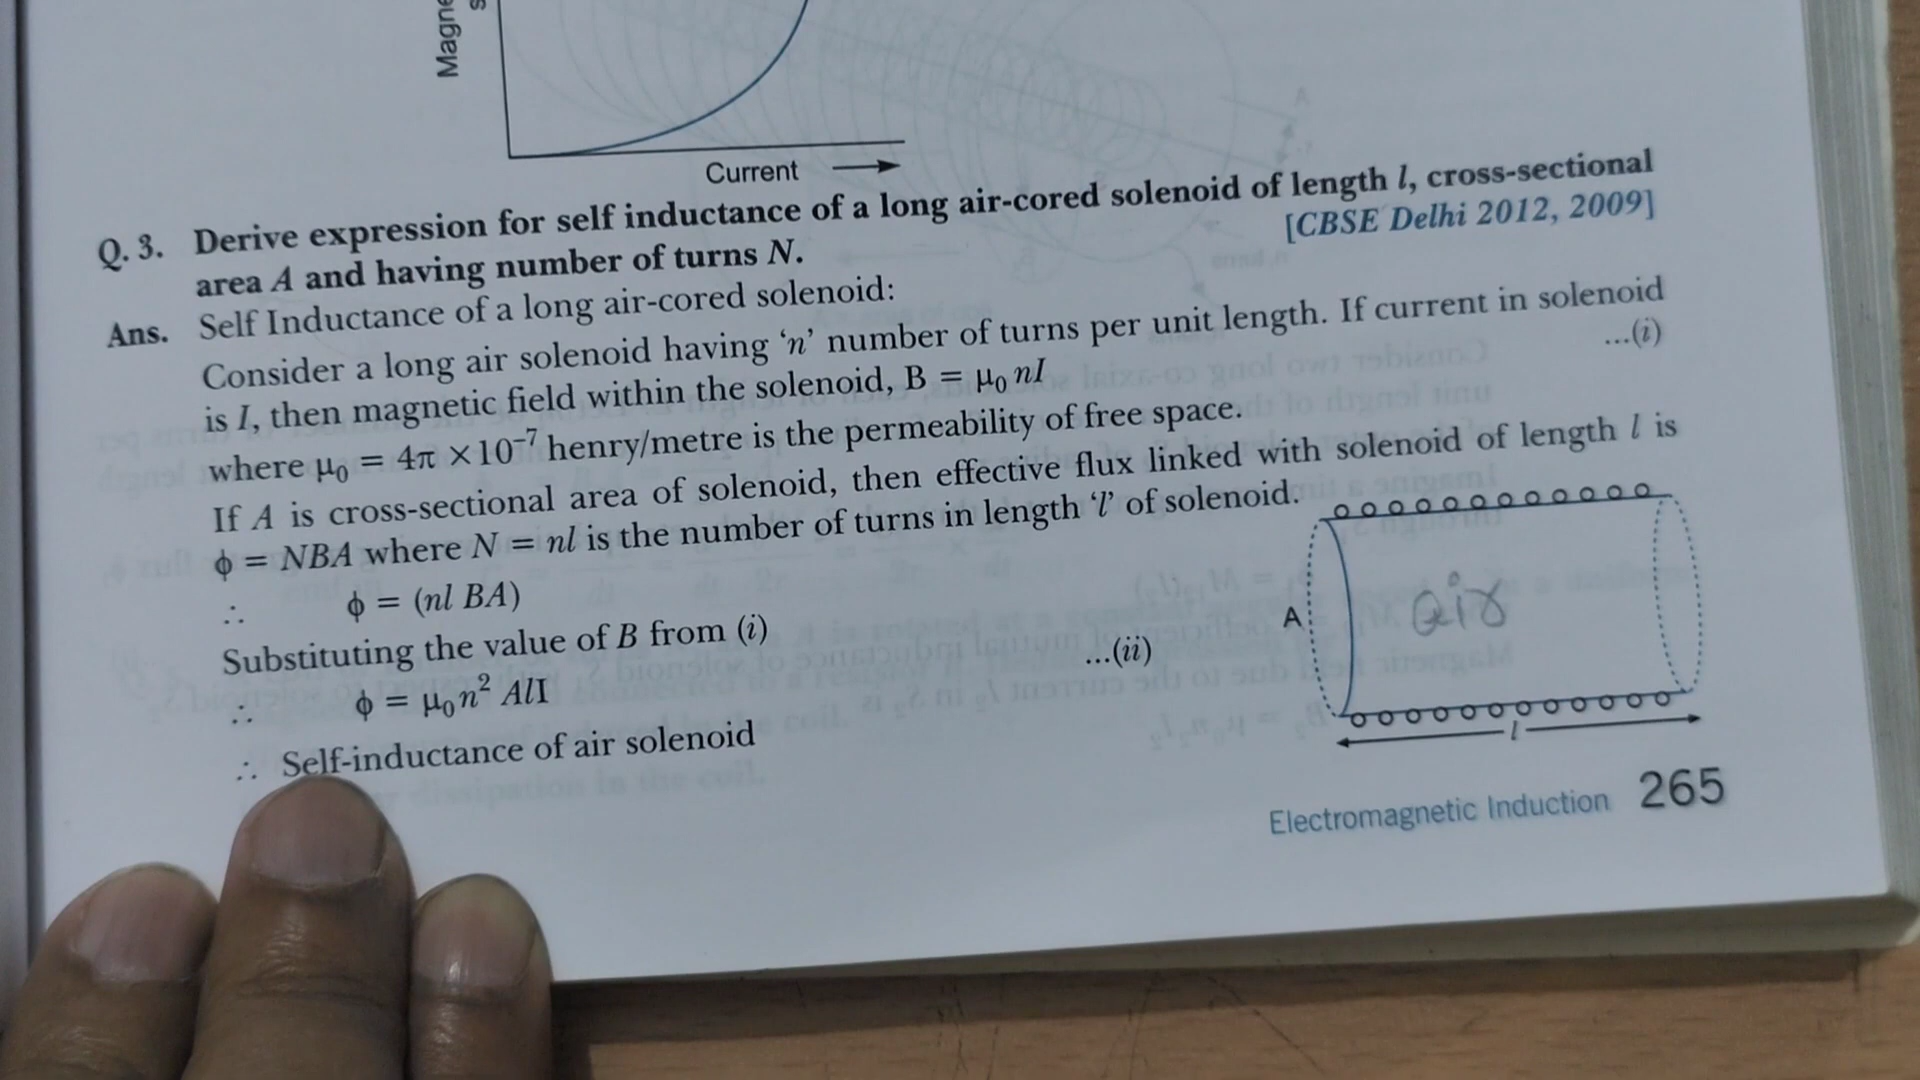 Current
Q. 3. Derive expression for self inductance of a long air-cored solenoid of length l, cross-sectional
area A and having number of turns N. [CBSE Delhi 2012, 2009]
Ans. Self Inductance of a long air-cored solenoid:
Consider a long air solenoid having ‘n’ number of turns per unit length. If current in solenoid
is I, then magnetic field within the solenoid, B = μ₀ nI ...(i)
where μ₀ = 4π ×10⁻⁷ henry/metre is the permeability of free space.
If A is cross-sectional area of solenoid, then effective flux linked with solenoid of length l is
ϕ = NBA where N = nl is the number of turns in length ‘l’ of solenoid.
∴ ϕ = (nl BA)
Substituting the value of B from (i)
∴ ϕ = μ₀n² AlI ...(ii)
∴ Self-inductance of air solenoid
A
air
l
Electromagnetic Induction 265